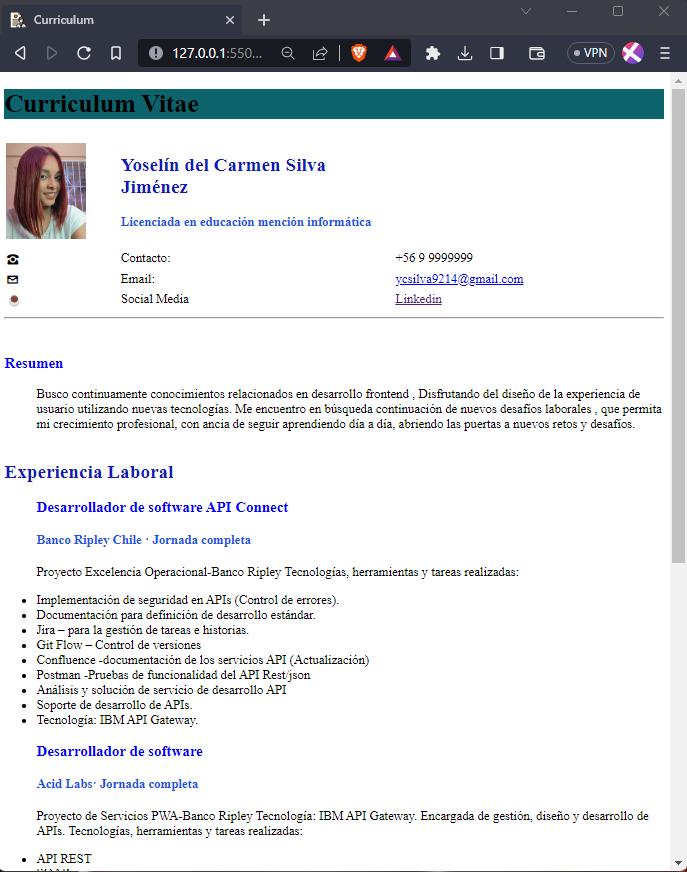 Curriculum
127.0.0.1:550...
VPN
Curriculum Vitae
Yoselín del Carmen Silva
Jiménez
Licenciada en educación mención informática
Contacto: +56 9 9999999
Email: ycsilva9214@gmail.com
Social Media Linkedin
Resumen
Busco continuamente conocimientos relacionados en desarrollo frontend , Disfrutando del diseño de la experiencia de
usuario utilizando nuevas tecnologías. Me encuentro en búsqueda continuación de nuevos desafíos laborales , que permita
mi crecimiento profesional, con ancia de seguir aprendiendo día a día, abriendo las puertas a nuevos retos y desafíos.
Experiencia Laboral
Desarrollador de software API Connect
Banco Ripley Chile · Jornada completa
Proyecto Excelencia Operacional-Banco Ripley Tecnologías, herramientas y tareas realizadas:
• Implementación de seguridad en APIs (Control de errores).
• Documentación para definición de desarrollo estándar.
• Jira – para la gestión de tareas e historias.
• Git Flow – Control de versiones
• Confluence -documentación de los servicios API (Actualización)
• Postman -Pruebas de funcionalidad del API Rest/json
• Análisis y solución de servicio de desarrollo API
• Soporte de desarrollo de APIs.
• Tecnología: IBM API Gateway.
Desarrollador de software
Acid Labs· Jornada completa
Proyecto de Servicios PWA-Banco Ripley Tecnología: IBM API Gateway. Encargada de gestión, diseño y desarrollo de
APIs. Tecnologías, herramientas y tareas realizadas:
• API REST